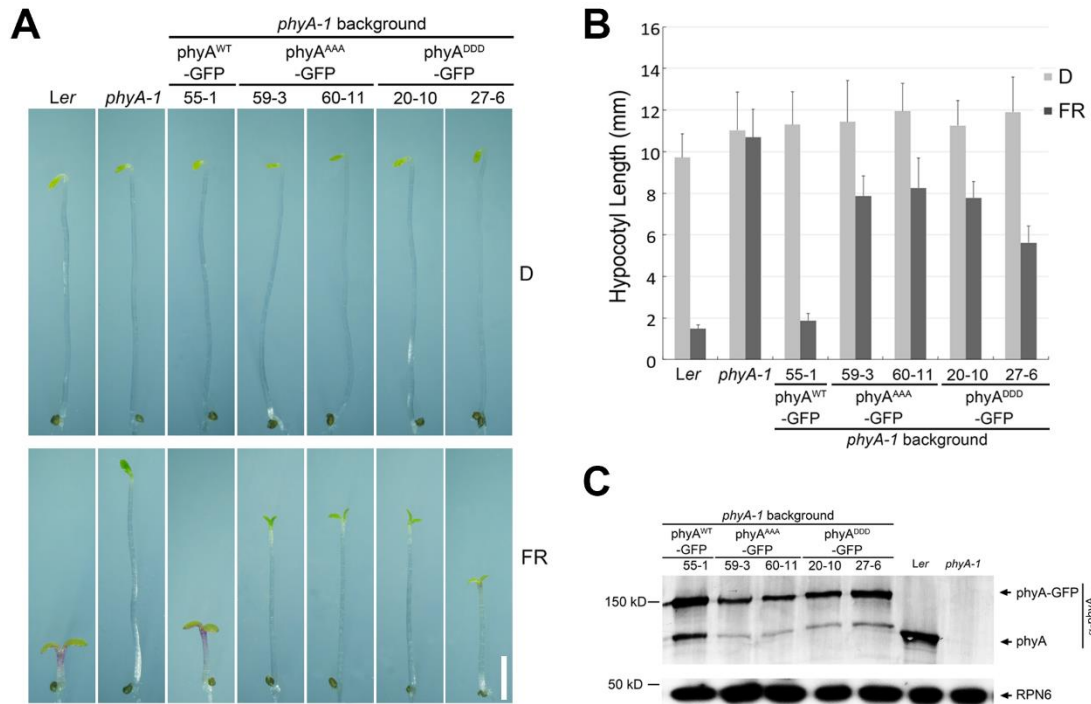 A
phyA-1 background
phyA^WT -GFP phyA^AAA -GFP phyA^DDD -GFP
Ler phyA-1 55-1 59-3 60-11 20-10 27-6
D
FR
B
Hypocotyl Length (mm)
16
14
12
10
8
6
4
2
0
D
FR
Ler phyA-1 55-1 59-3 60-11 20-10 27-6
phyA^WT -GFP phyA^AAA -GFP phyA^DDD -GFP
phyA-1 background
C
phyA-1 background
phyA^WT -GFP phyA^AAA -GFP phyA^DDD -GFP
55-1 59-3 60-11 20-10 27-6 Ler phyA-1
150 kD
phyA-GFP
phyA
α-phyA
50 kD
RPN6